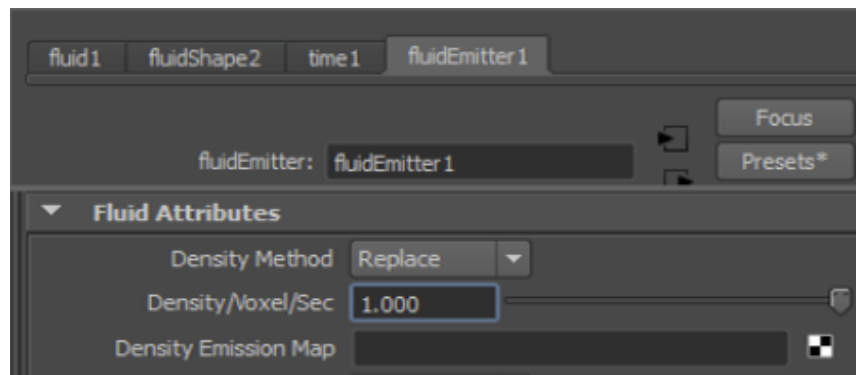 fluid1 fluidShape2 time1 fluidEmitter1
Focus
fluidEmitter: fluidEmitter1 Presets*
Fluid Attributes
Density Method Replace
Density/Voxel/Sec 1.000
Density Emission Map